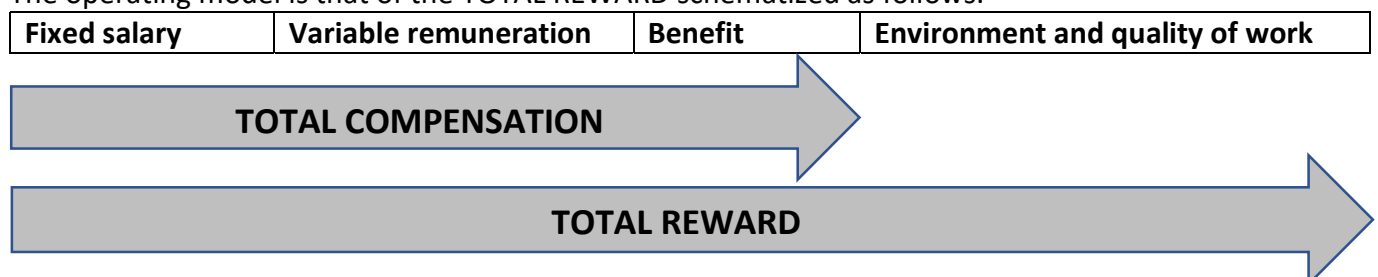 The operating model is that of the TOTAL REWARD schematized as follows:
Fixed salary Variable remuneration Benefit Environment and quality of work
TOTAL COMPENSATION
TOTAL REWARD